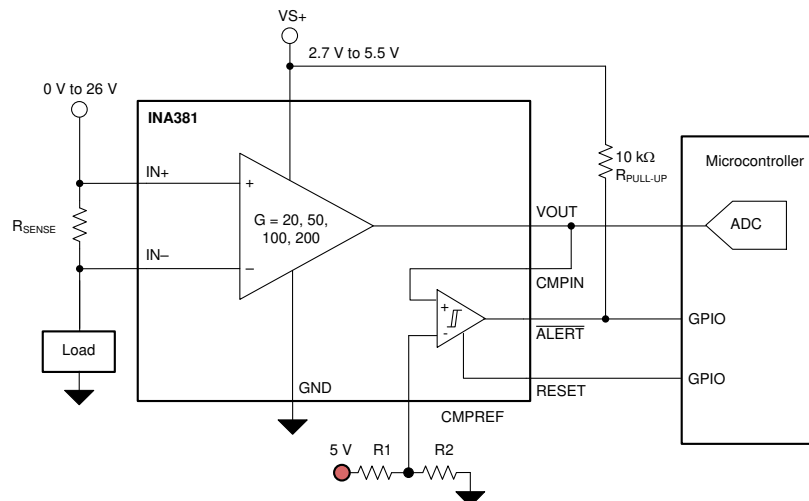 VS+
2.7 V to 5.5 V
0 V to 26 V
INA381
IN+
RSENSE
IN–
Load
+
–
G = 20, 50,
100, 200
GND
VOUT
CMPIN
+
-
ALERT
RESET
CMPREF
10 kΩ
RPULL-UP
Microcontroller
ADC
GPIO
GPIO
5 V
R1
R2